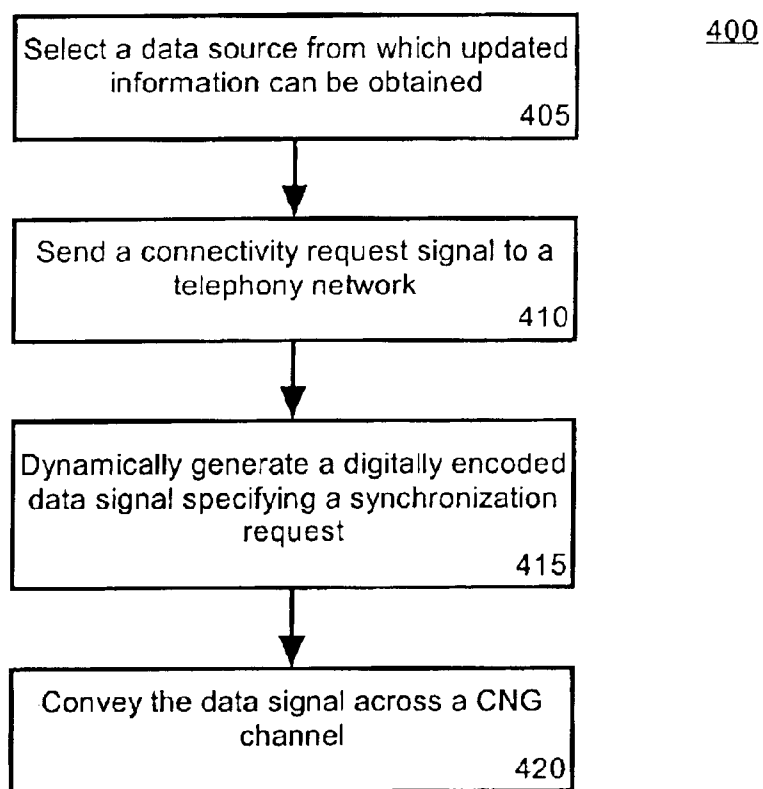 400
Select a data source from which updated
information can be obtained
405
Send a connectivity request signal to a
telephony network
410
Dynamically generate a digitally encoded
data signal specifying a synchronization
request
415
Convey the data signal across a CNG
channel
420